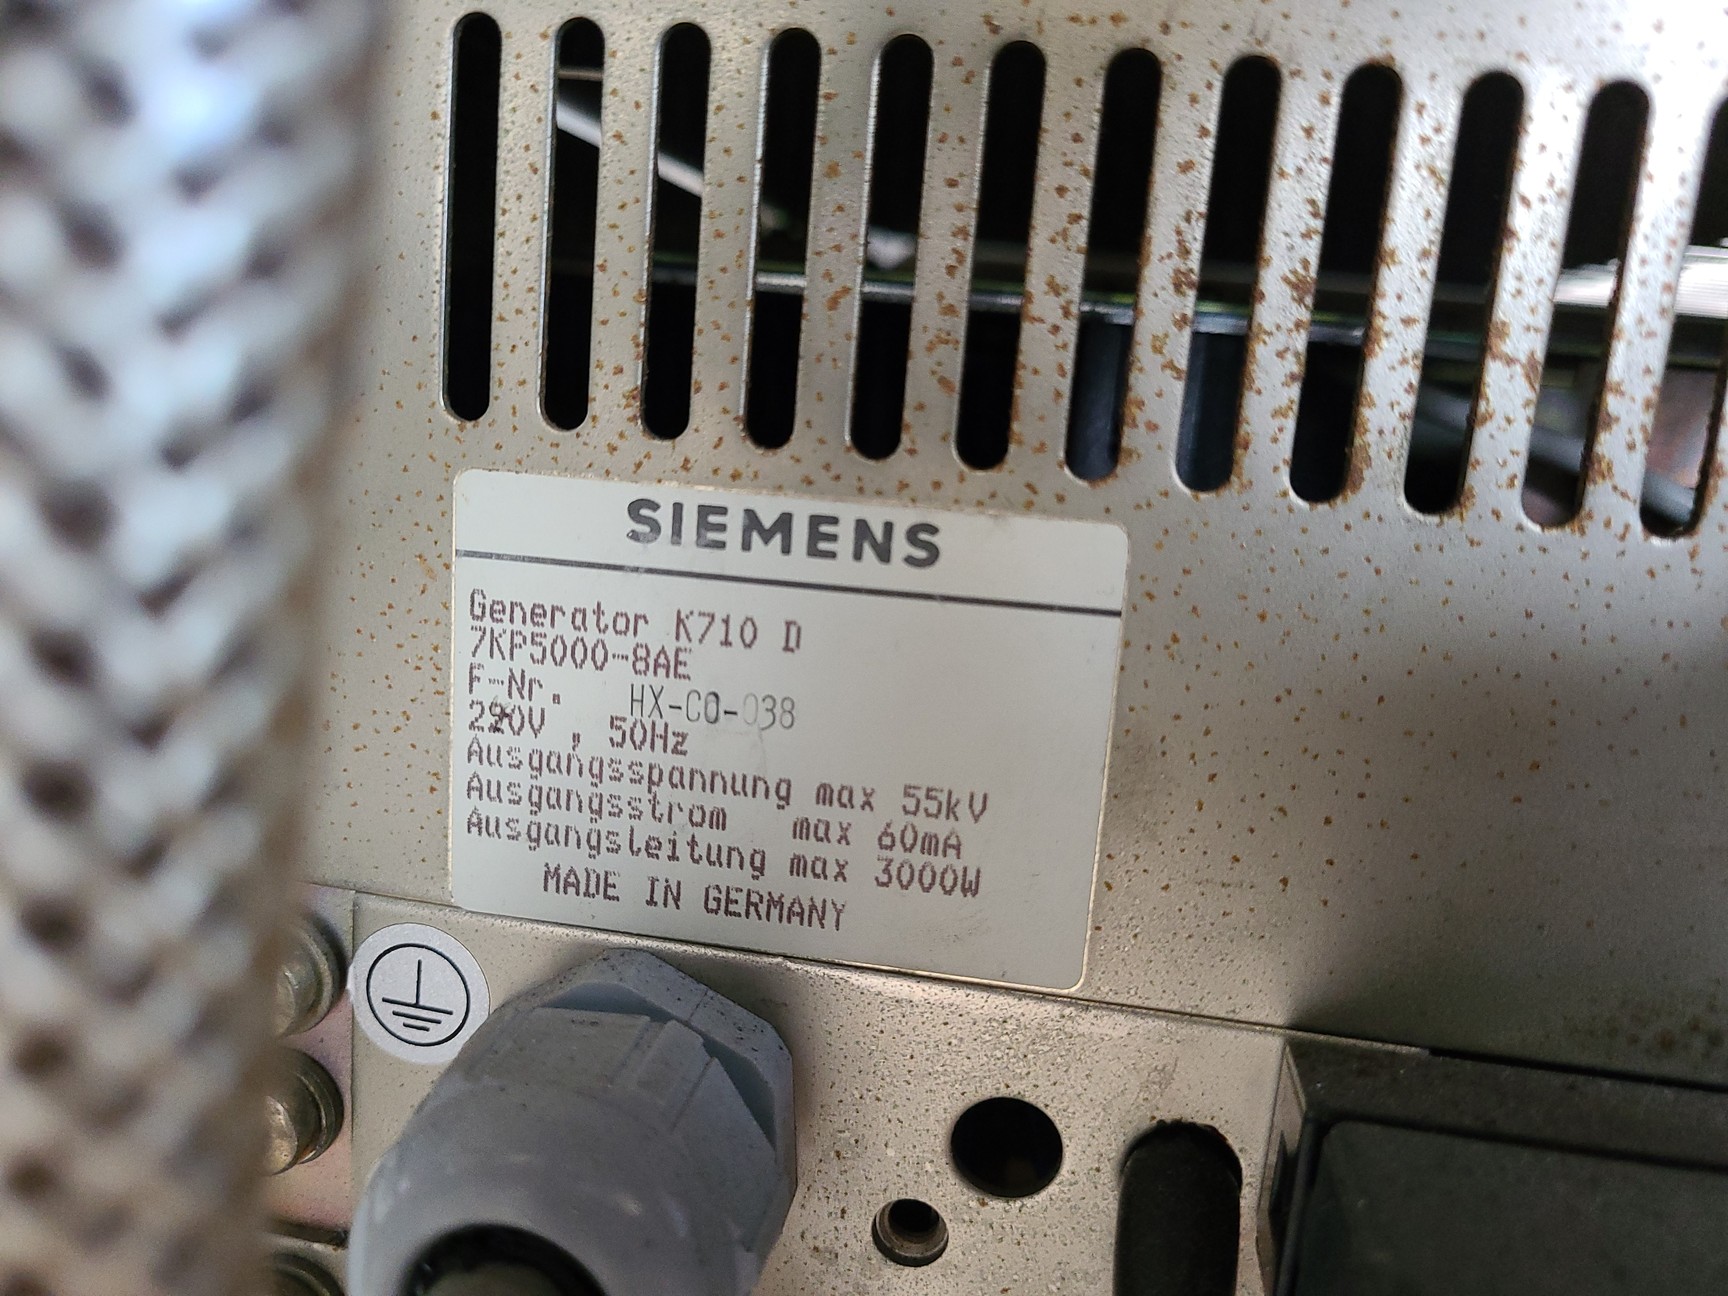 SIEMENS
Generator K710 D
7KP5000-8AE
F-Nr. HX-C0-038
220V , 50Hz
Ausgangsspannung max 55kV
Ausgangsstrom max 60mA
Ausgangsleitung max 3000W
MADE IN GERMANY